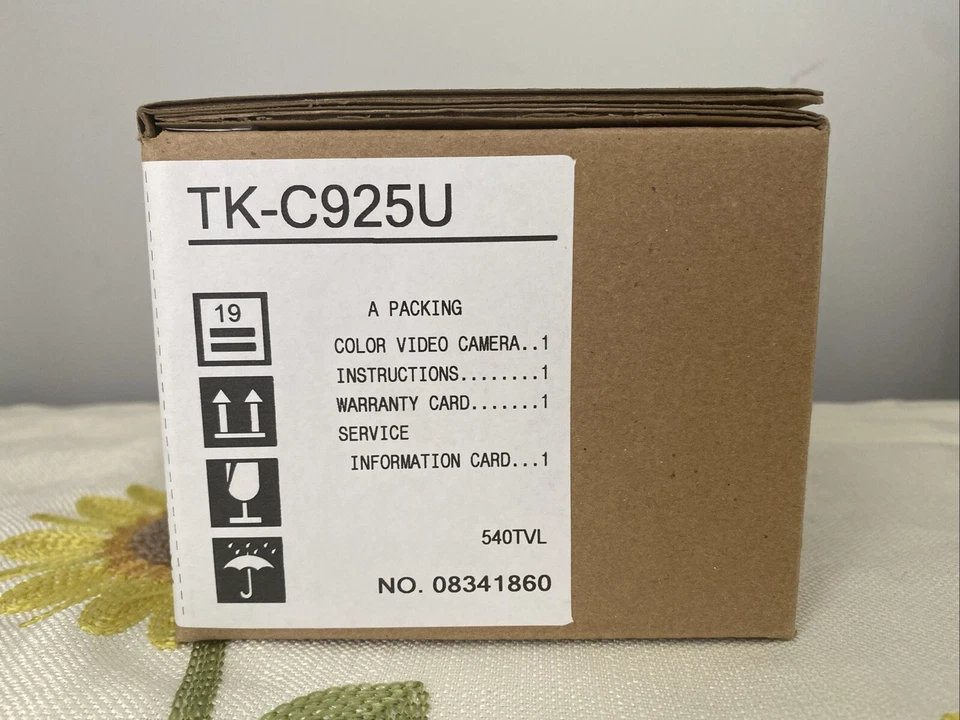 TK-C925U
19
A PACKING
COLOR VIDEO CAMERA..1
INSTRUCTIONS........1
WARRANTY CARD.......1
SERVICE
INFORMATION CARD...1
540TVL
NO. 08341860